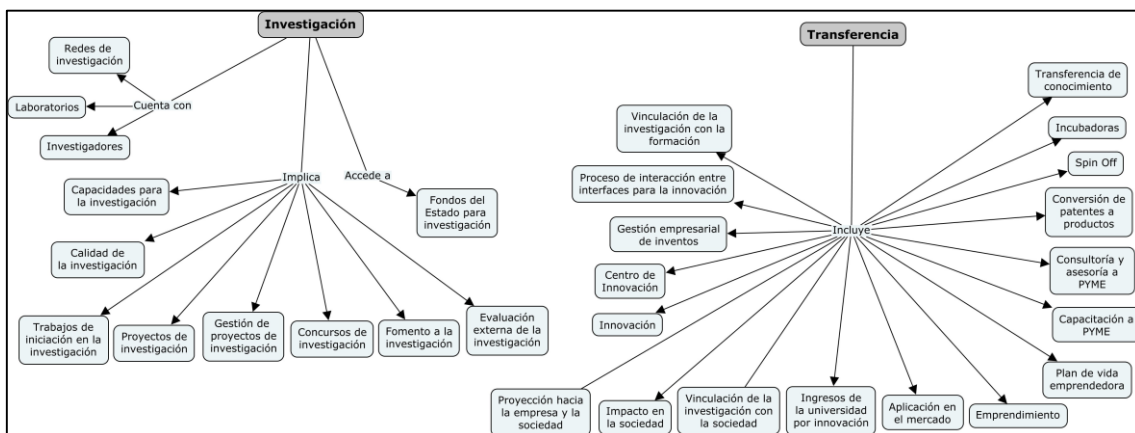 Investigación
Redes de
investigación
Laboratorios
Cuenta con
Investigadores
Implica
Accede a
Capacidades para
la investigación
Fondos del
Estado para
investigación
Calidad de
la investigación
Trabajos de
iniciación en la
investigación
Proyectos de
investigación
Gestión de
proyectos de
investigación
Concursos de
investigación
Fomento a la
investigación
Evaluación
externa de la
investigación
Transferencia
Vinculación de la
investigación con la
formación
Proceso de interacción entre
interfaces para la innovación
Gestión empresarial
de inventos
Centro de
Innovación
Innovación
Incluye
Transferencia de
conocimiento
Incubadoras
Spin Off
Conversión de
patentes a
productos
Consultoría y
asesoría a
PYME
Capacitación a
PYME
Plan de vida
emprendedora
Proyección hacia
la empresa y la
sociedad
Impacto en
la sociedad
Vinculación de la
investigación con la
sociedad
Ingresos de
la universidad
por innovación
Aplicación en
el mercado
Emprendimiento